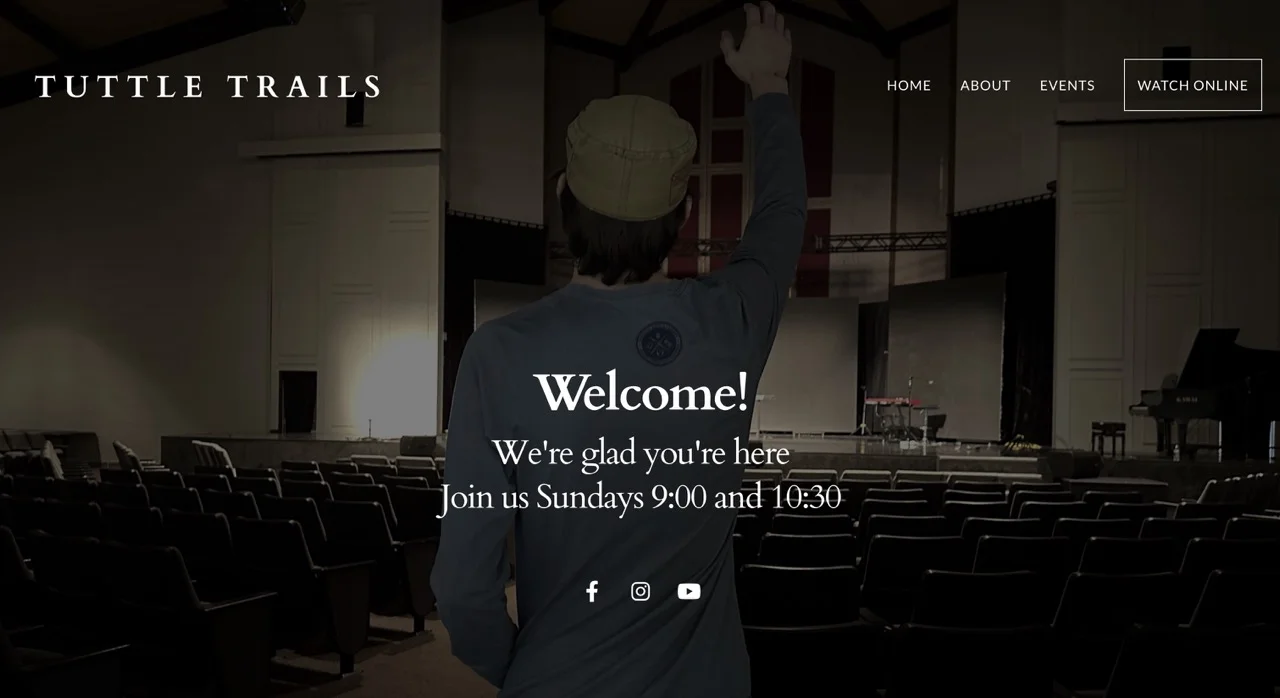 TUTTLE TRAILS
HOME ABOUT EVENTS WATCH ONLINE
Welcome!
We're glad you're here
Join us Sundays 9:00 and 10:30